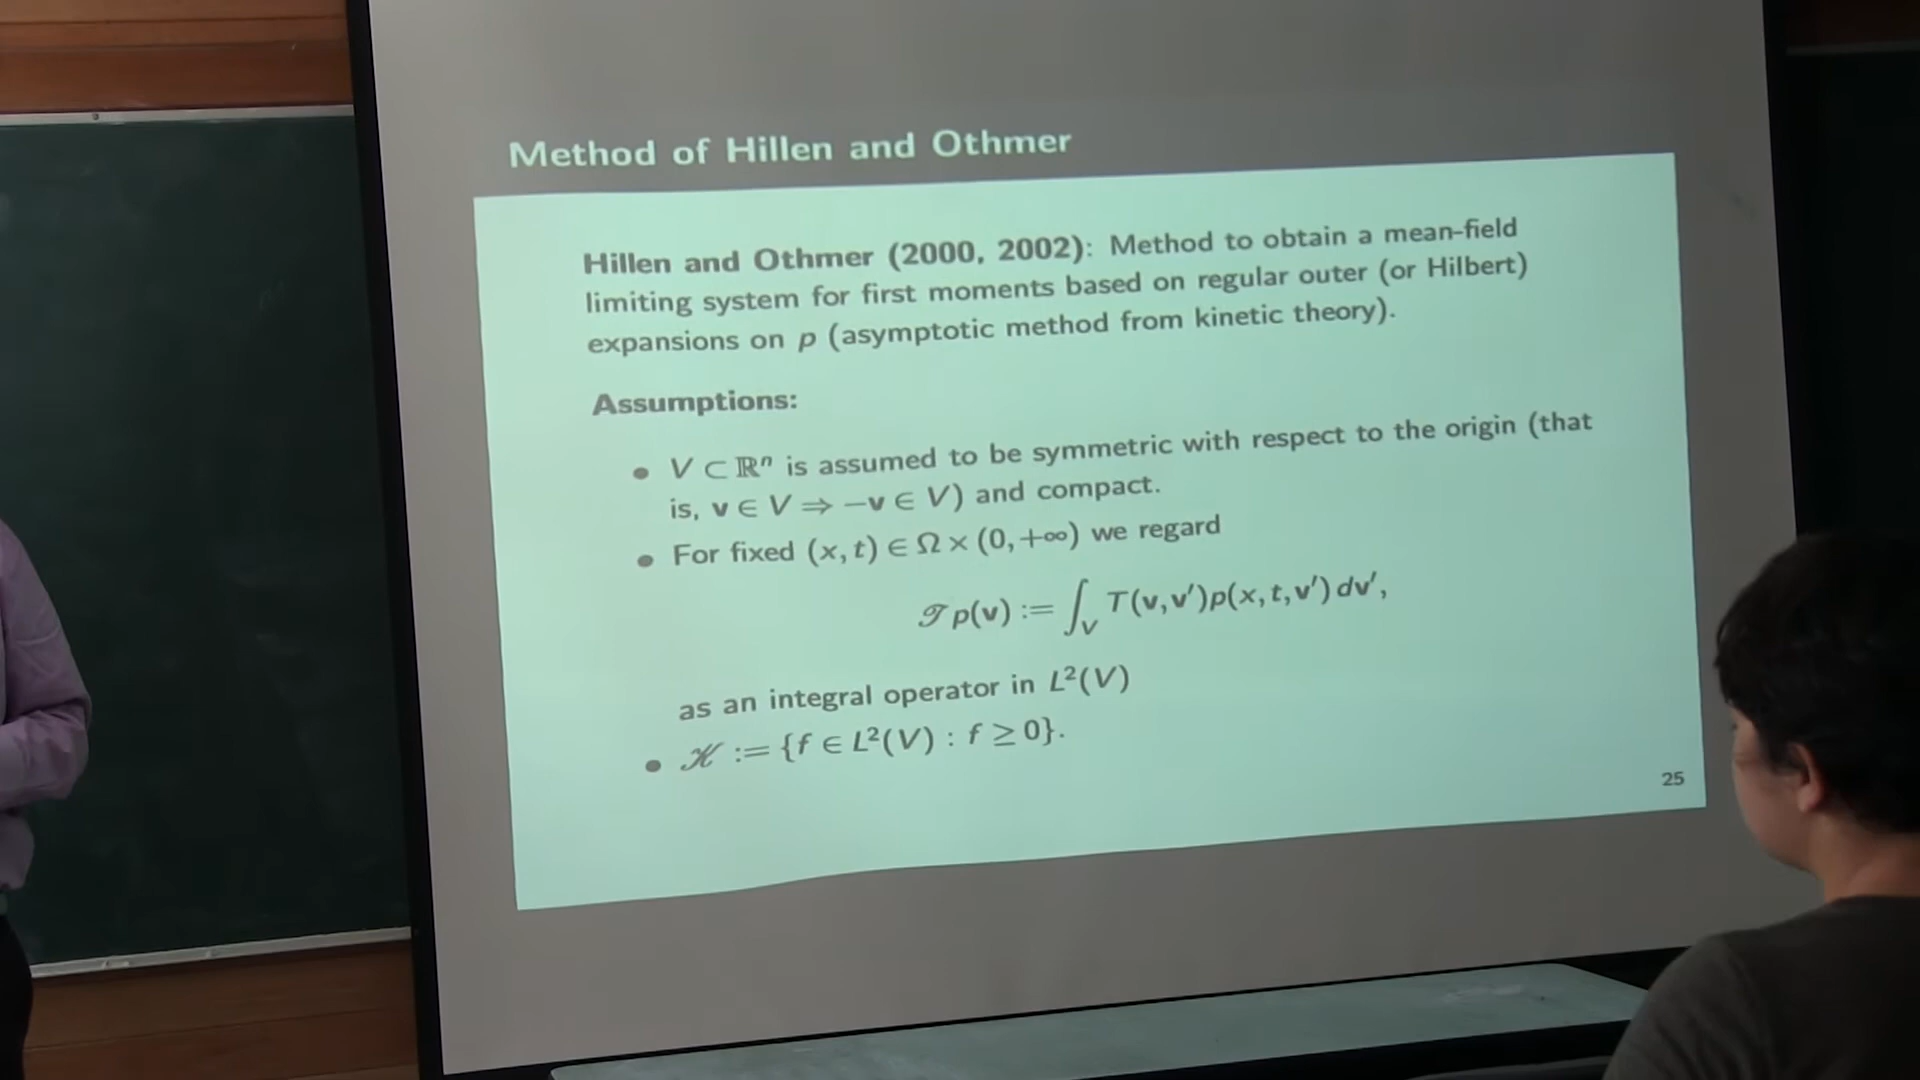 Method of Hillen and Othmer
Hillen and Othmer (2000, 2002): Method to obtain a mean-field
limiting system for first moments based on regular outer (or Hilbert)
expansions on p (asymptotic method from kinetic theory).
Assumptions:
• V ⊂ ℝⁿ is assumed to be symmetric with respect to the origin (that
is, v ∈ V ⇒ −v ∈ V) and compact.
• For fixed (x, t) ∈ Ω × (0, +∞) we regard
𝒯 p(v) := ∫_V T(v, v′)p(x, t, v′) dv′,
as an integral operator in L²(V)
• 𝒦 := {f ∈ L²(V) : f ≥ 0}.
25